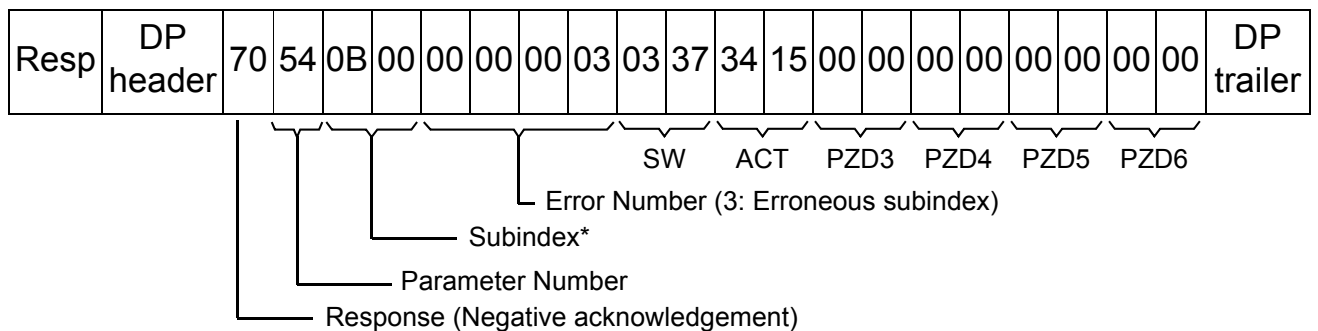 Resp DP header 70 54 0B 00 00 00 00 03 03 37 34 15 00 00 00 00 00 00 00 00 DP trailer
SW ACT PZD3 PZD4 PZD5 PZD6
Error Number (3: Erroneous subindex)
Subindex*
Parameter Number
Response (Negative acknowledgement)